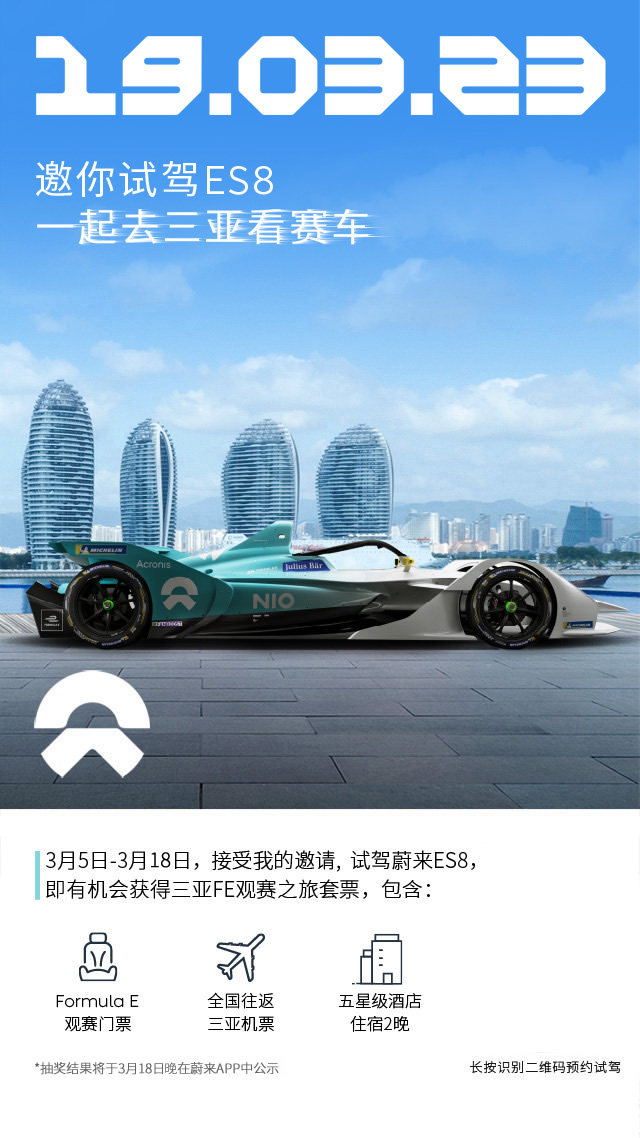 19.03.23
邀你试驾ES8
一起去三亚看赛车
MICHELIN
Acronis
Julius Bär
NIO
3月5日-3月18日，接受我的邀请, 试驾蔚来ES8，
即有机会获得三亚FE观赛之旅套票，包含：
Formula E
观赛门票
全国往返
三亚机票
五星级酒店
住宿2晚
*抽奖结果将于3月18日晚在蔚来APP中公示
长按识别二维码预约试驾